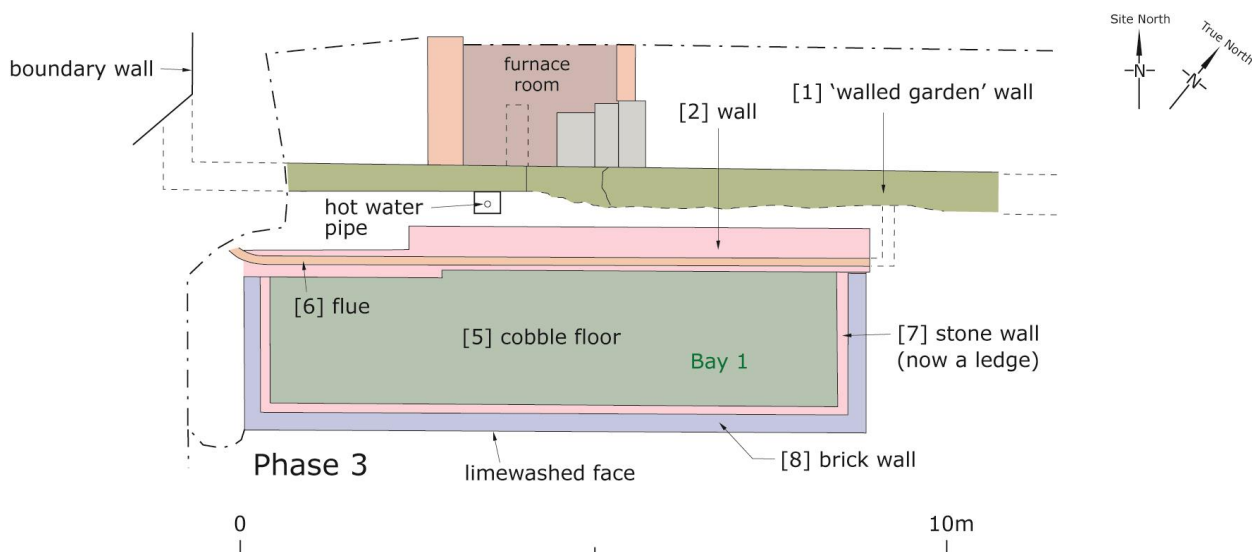 Site North
True North
N
N
boundary wall
furnace
room
[1] ‘walled garden’ wall
[2] wall
hot water
pipe
[6] flue
[5] cobble floor
Bay 1
[7] stone wall
(now a ledge)
Phase 3
limewashed face
[8] brick wall
0
10m